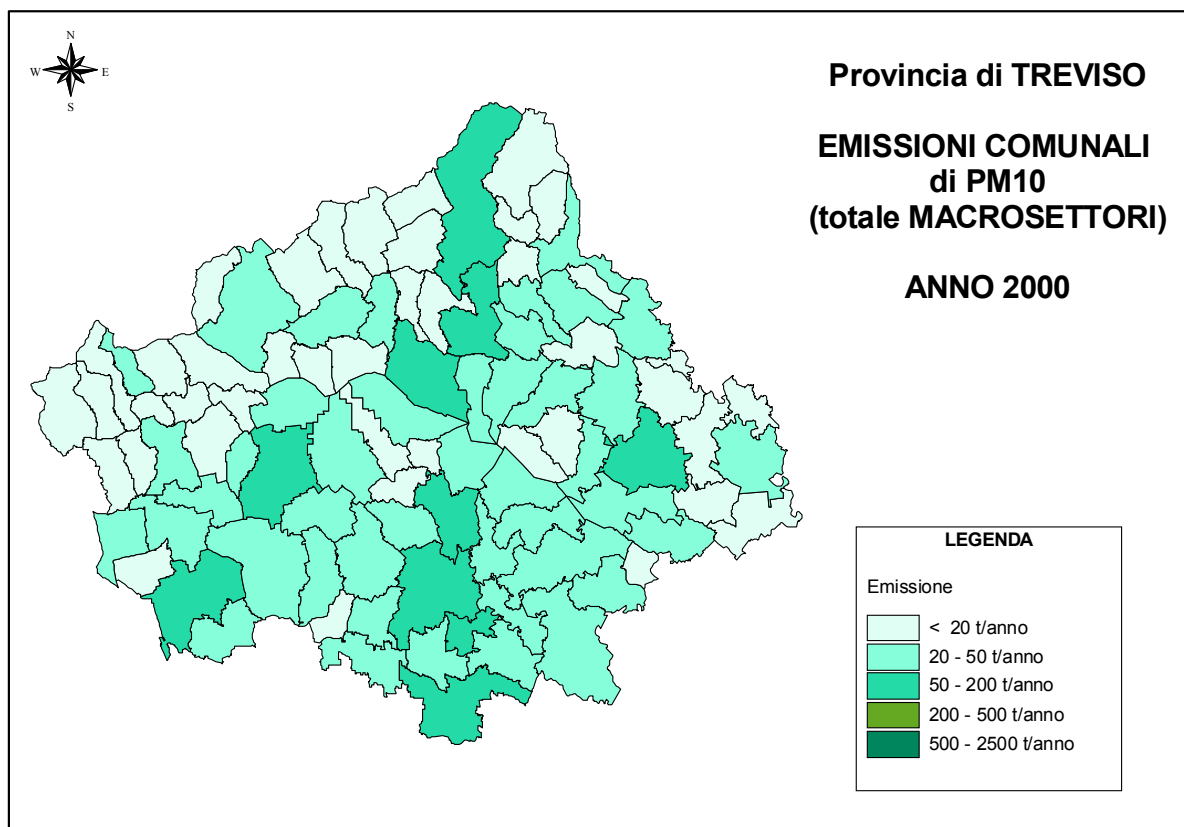 N
W E
S
Provincia di TREVISO
EMISSIONI COMUNALI
di PM10
(totale MACROSETTORI)
ANNO 2000
LEGENDA
Emissione
< 20 t/anno
20 - 50 t/anno
50 - 200 t/anno
200 - 500 t/anno
500 - 2500 t/anno